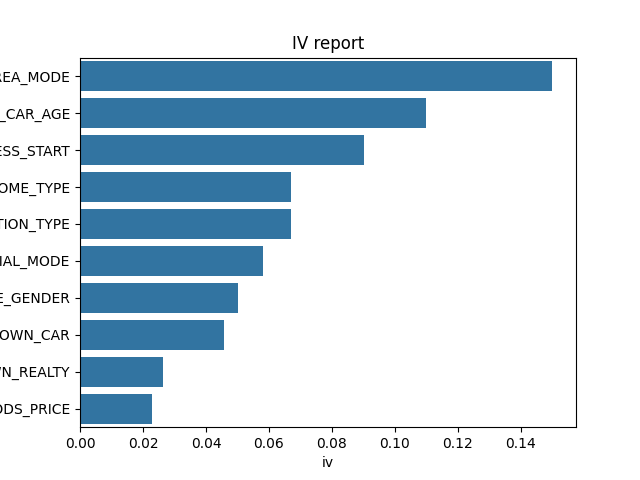 IV report
REA_MODE
_CAR_AGE
ESS_START
OME_TYPE
TION_TYPE
IAL_MODE
E_GENDER
OWN_CAR
WN_REALTY
ODS_PRICE
0.00 0.02 0.04 0.06 0.08 0.10 0.12 0.14
iv